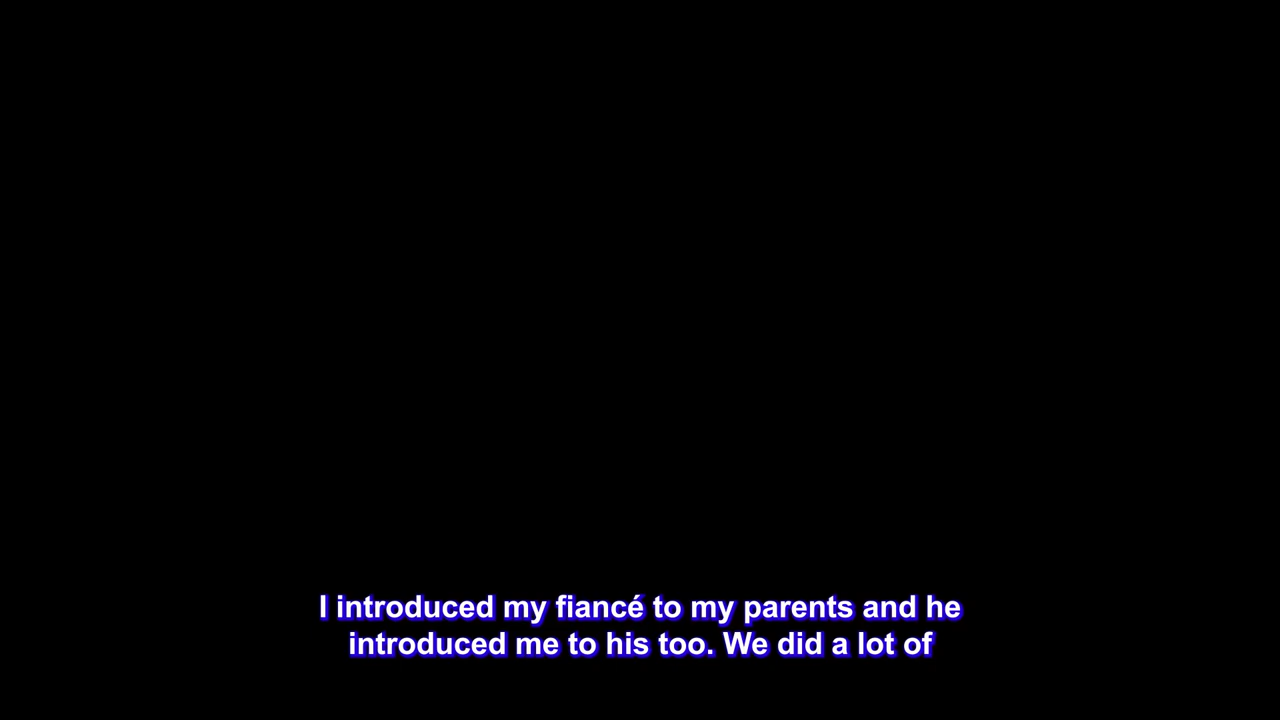 I introduced my fiancé to my parents and he
introduced me to his too. We did a lot of